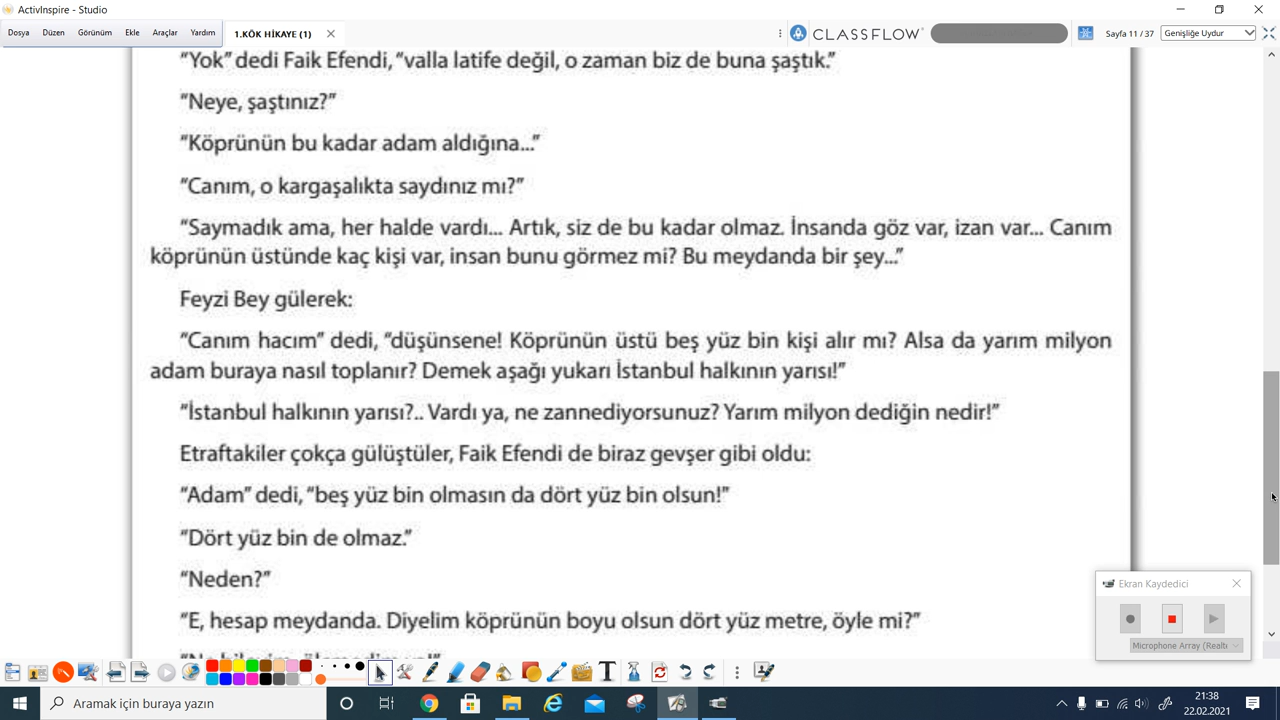 ActivInspire - Studio
Dosya Düzen Görünüm Ekle Araçlar Yardım
1.KÖK HİKAYE (1)
CLASSFLOW
Sayfa 11 / 37
Genişliğe Uydur
“Yok” dedi Faik Efendi, “valla latife değil, o zaman biz de buna şaştık.”
“Neye, şaştınız?”
“Köprünün bu kadar adam aldığına...”
“Canım, o kargaşalıkta saydınız mı?”
“Saymadık ama, her halde vardı... Artık, siz de bu kadar olmaz. İnsanda göz var, izan var... Canım
köprünün üstünde kaç kişi var, insan bunu görmez mi? Bu meydanda bir şey...”
Feyzi Bey gülerek:
“Canım hacım” dedi, “düşünsene! Köprünün üstü beş yüz bin kişi alır mı? Alsa da yarım milyon
adam buraya nasıl toplanır? Demek aşağı yukarı İstanbul halkının yarısı!”
“İstanbul halkının yarısı?.. Vardı ya, ne zannediyorsunuz? Yarım milyon dediğin nedir!”
Etraftakiler çokça gülüştüler, Faik Efendi de biraz gevşer gibi oldu:
“Adam” dedi, “beş yüz bin olmasın da dört yüz bin olsun!”
“Dört yüz bin de olmaz.”
“Neden?”
“E, hesap meydanda. Diyelim köprünün boyu olsun dört yüz metre, öyle mi?”
Ekran Kaydedici
Microphone Array (Realt
Aramak için buraya yazın
21:38
22.02.2021